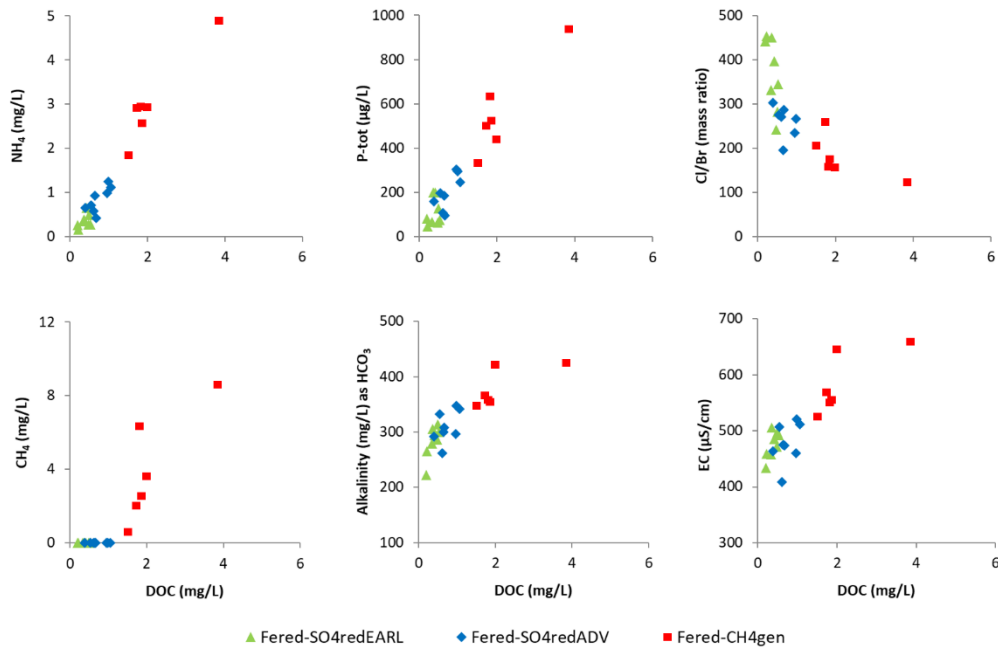 NH₄ (mg/L)
5
4
3
2
1
0
0 2 4 6
P-tot (µg/L)
1000
800
600
400
200
0
0 2 4 6
Cl/Br (mass ratio)
500
400
300
200
100
0
0 2 4 6
CH₄ (mg/L)
12
8
4
0
0 2 4 6
DOC (mg/L)
Alkalinity (mg/L) as HCO₃
500
400
300
200
100
0 2 4 6
DOC (mg/L)
EC (µS/cm)
700
600
500
400
300
0 2 4 6
DOC (mg/L)
Fered-SO4redEARL Fered-SO4redADV Fered-CH4gen